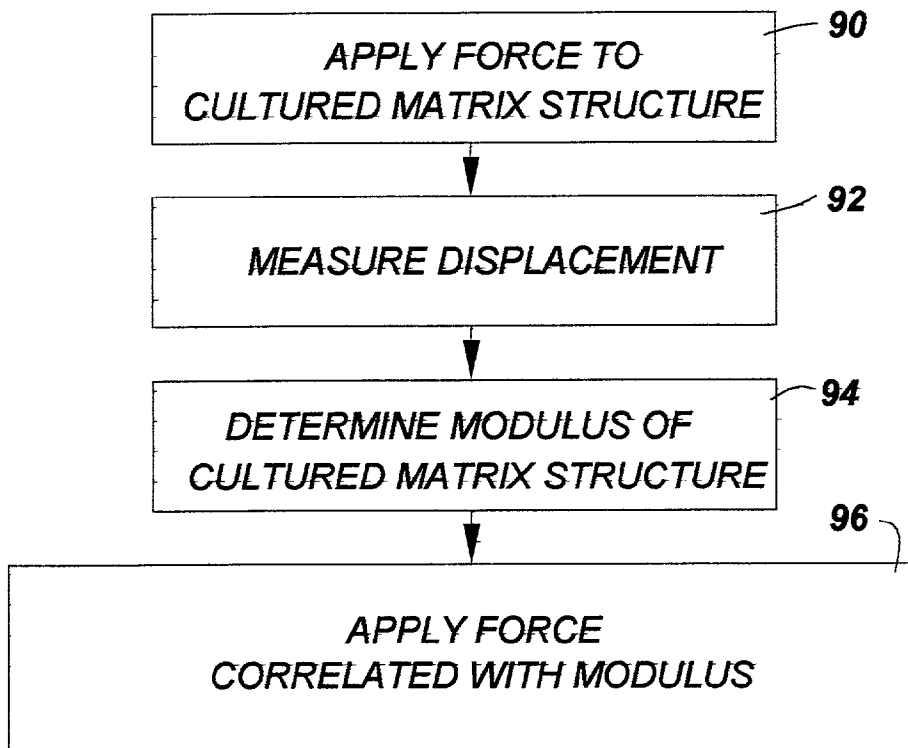 90
APPLY FORCE TO
CULTURED MATRIX STRUCTURE
92
MEASURE DISPLACEMENT
94
DETERMINE MODULUS OF
CULTURED MATRIX STRUCTURE
96
APPLY FORCE
CORRELATED WITH MODULUS